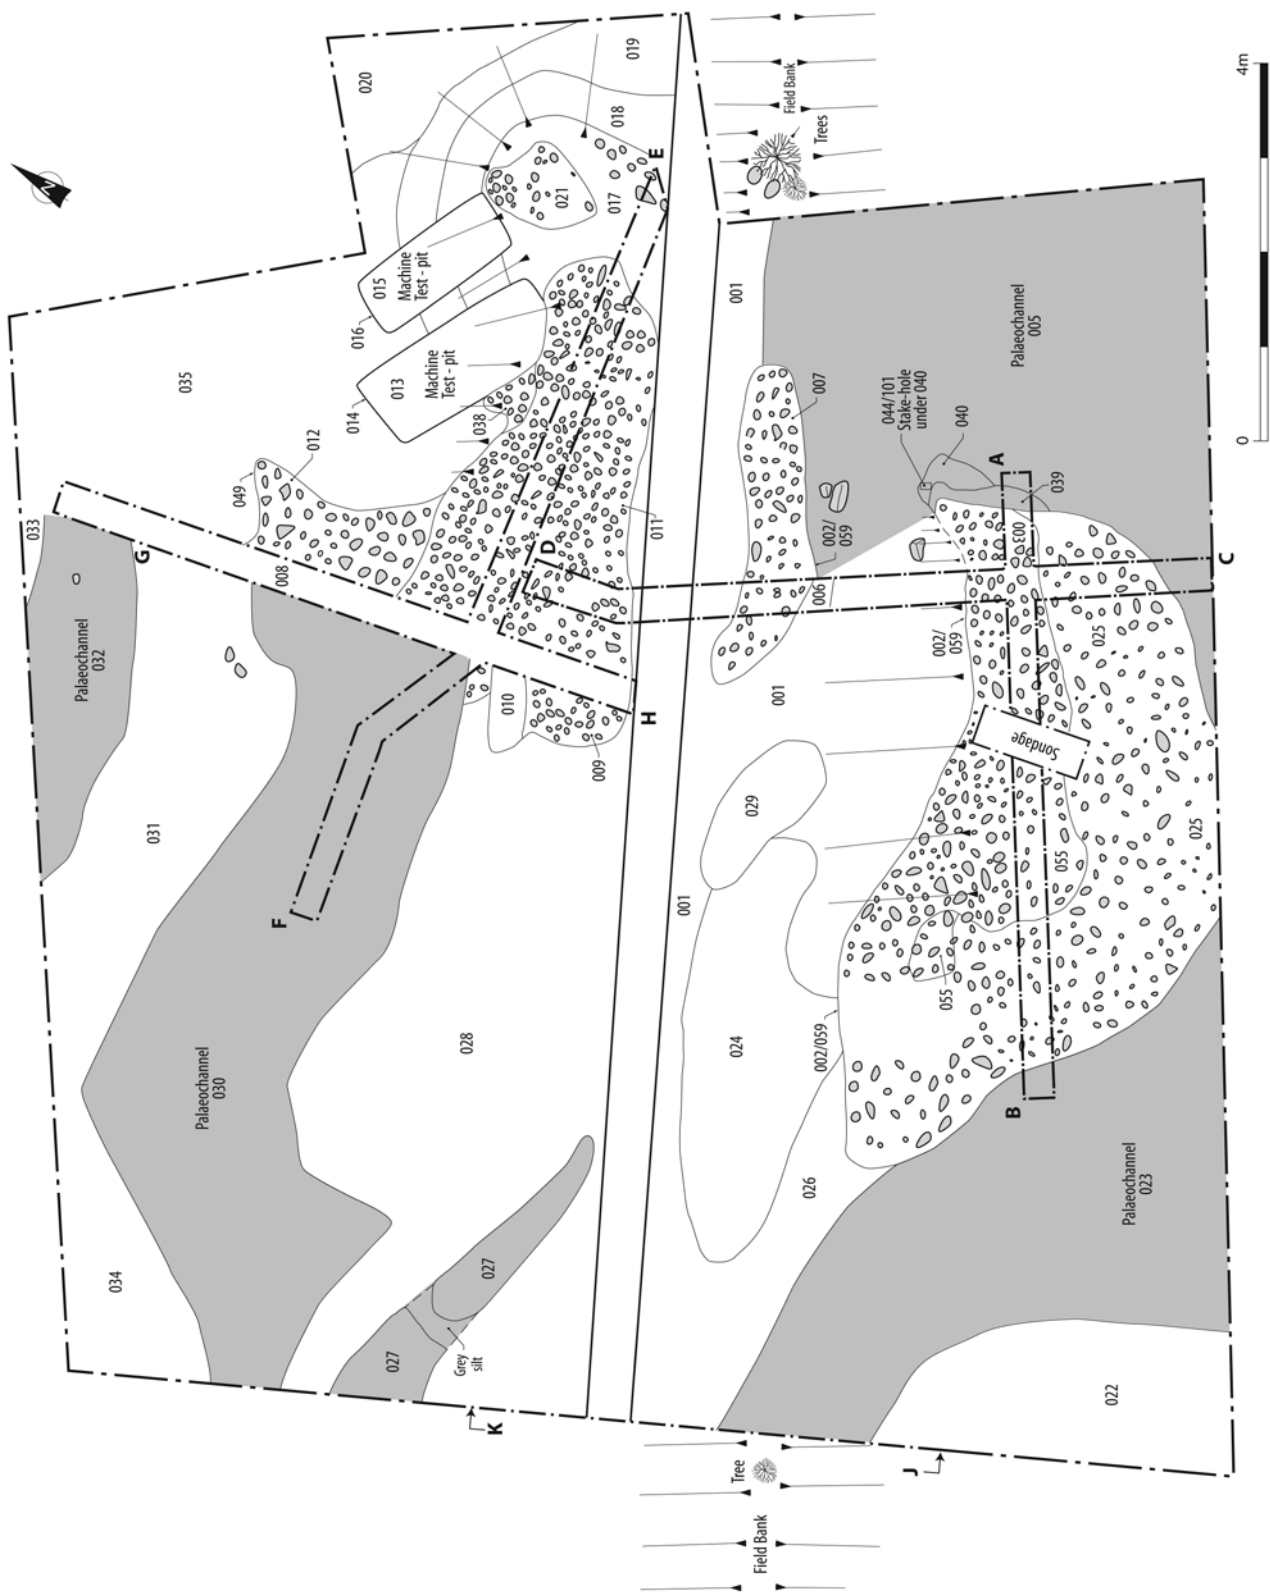 N
020
019
018
021
017
E
015
Machine
Test - pit
016
013
Machine
Test - pit
014
038
035
012
049
033
G
008
Palaeochannel
032
D
011
010
009
H
031
F
Palaeochannel
030
028
034
027
027
Grey
silt
K
Field Bank
Trees
001
Palaeochannel
005
007
044/101
Stake-hole
under 040
040
A
039
003
002/
059
006
002/
059
C
025
001
Sondage
029
001
055
025
055
024
002/059
B
026
Palaeochannel
023
022
J
Tree
Field Bank
0
4m